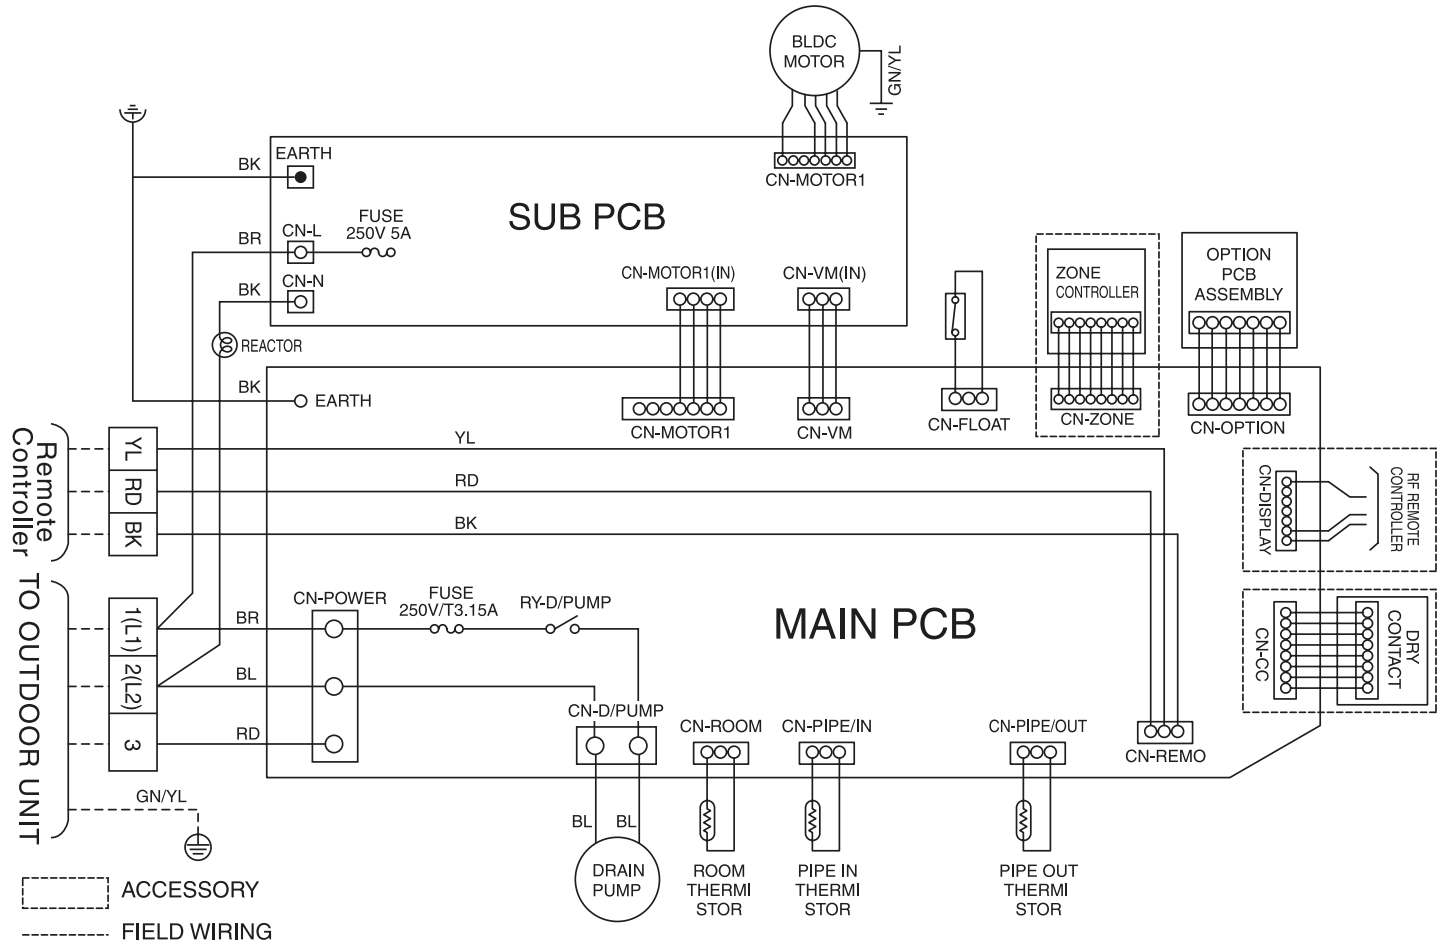 BLDC
MOTOR
GN/YL
CN-MOTOR1
SUB PCB
BK
EARTH
BR
CN-L
FUSE
250V 5A
BK
CN-N
REACTOR
CN-MOTOR1(IN)
CN-VM(IN)
BK
EARTH
CN-MOTOR1
CN-VM
CN-FLOAT
ZONE
CONTROLLER
CN-ZONE
OPTION
PCB
ASSEMBLY
CN-OPTION
Remote
Controller
YL
RD
BK
YL
RD
BK
CN-DISPLAY
RF REMOTE
CONTROLLER
TO OUTDOOR UNIT
1(L1)
2(L2)
3
BR
BL
RD
GN/YL
CN-POWER
FUSE
250V/T3.15A
RY-D/PUMP
MAIN PCB
CN-CC
DRY
CONTACT
CN-D/PUMP
CN-ROOM
CN-PIPE/IN
CN-PIPE/OUT
CN-REMO
BL
BL
DRAIN
PUMP
ROOM
THERMI
STOR
PIPE IN
THERMI
STOR
PIPE OUT
THERMI
STOR
ACCESSORY
FIELD WIRING